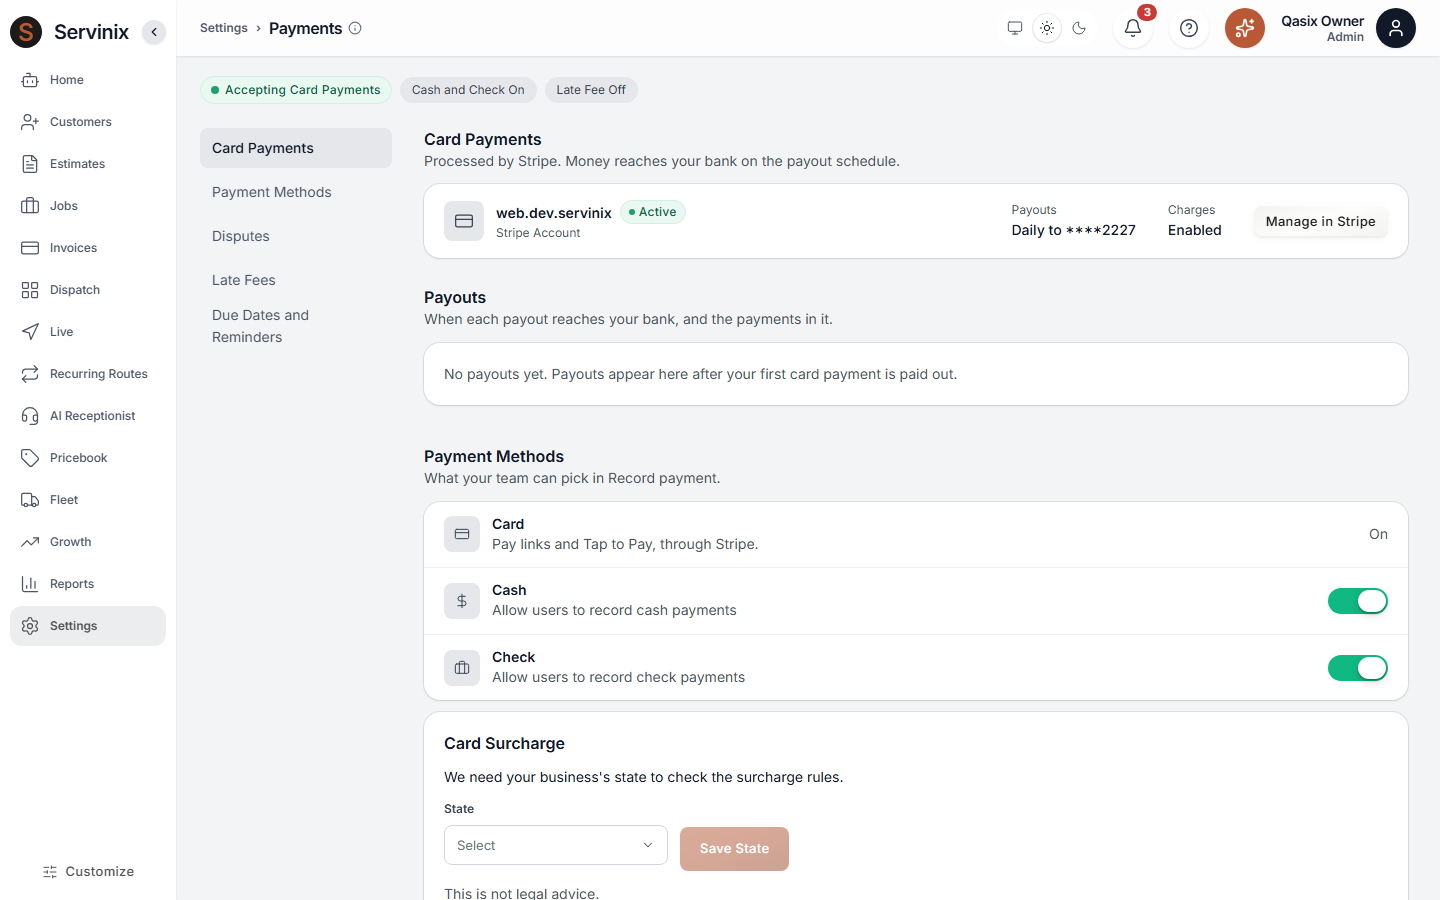 Servinix
Settings › Payments
3
Qasix Owner
Admin
Home
Customers
Estimates
Jobs
Invoices
Dispatch
Live
Recurring Routes
AI Receptionist
Pricebook
Fleet
Growth
Reports
Settings
Customize
Accepting Card Payments
Cash and Check On
Late Fee Off
Card Payments
Payment Methods
Disputes
Late Fees
Due Dates and
Reminders
Card Payments
Processed by Stripe. Money reaches your bank on the payout schedule.
web.dev.servinix
Active
Stripe Account
Payouts
Daily to ****2227
Charges
Enabled
Manage in Stripe
Payouts
When each payout reaches your bank, and the payments in it.
No payouts yet. Payouts appear here after your first card payment is paid out.
Payment Methods
What your team can pick in Record payment.
Card
Pay links and Tap to Pay, through Stripe.
On
Cash
Allow users to record cash payments
Check
Allow users to record check payments
Card Surcharge
We need your business's state to check the surcharge rules.
State
Select
Save State
This is not legal advice.